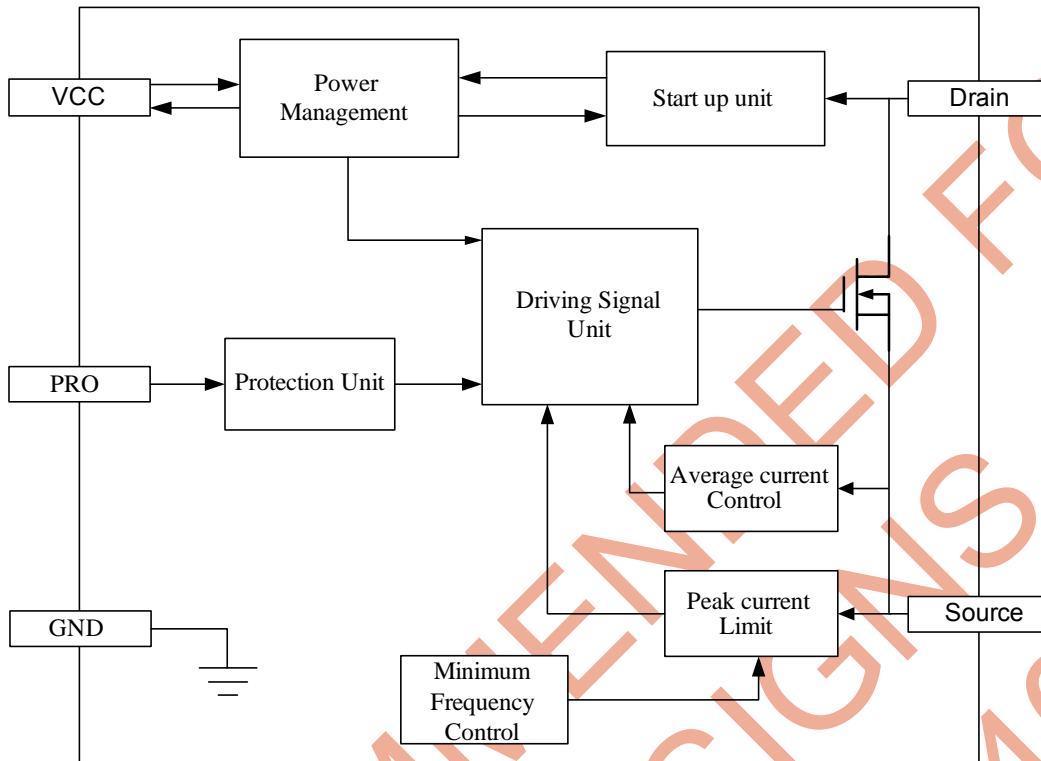 VCC
Power
Management
Start up unit
Drain
Driving Signal
Unit
PRO
Protection Unit
Average current
Control
GND
Peak current
Limit
Source
Minimum
Frequency
Control